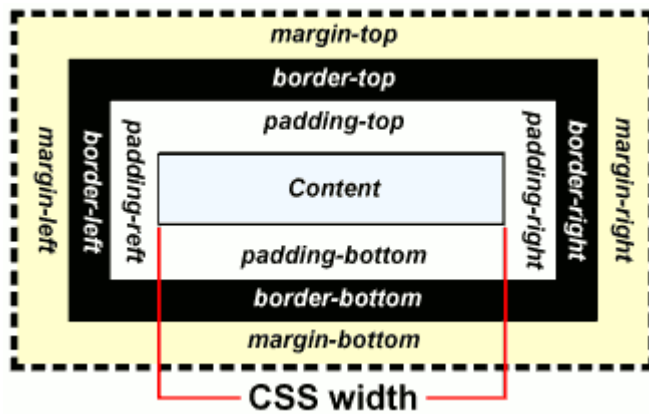 margin-top
border-top
padding-top
margin-left
border-left
padding-reft
Content
padding-right
border-right
margin-right
padding-bottom
border-bottom
margin-bottom
CSS width